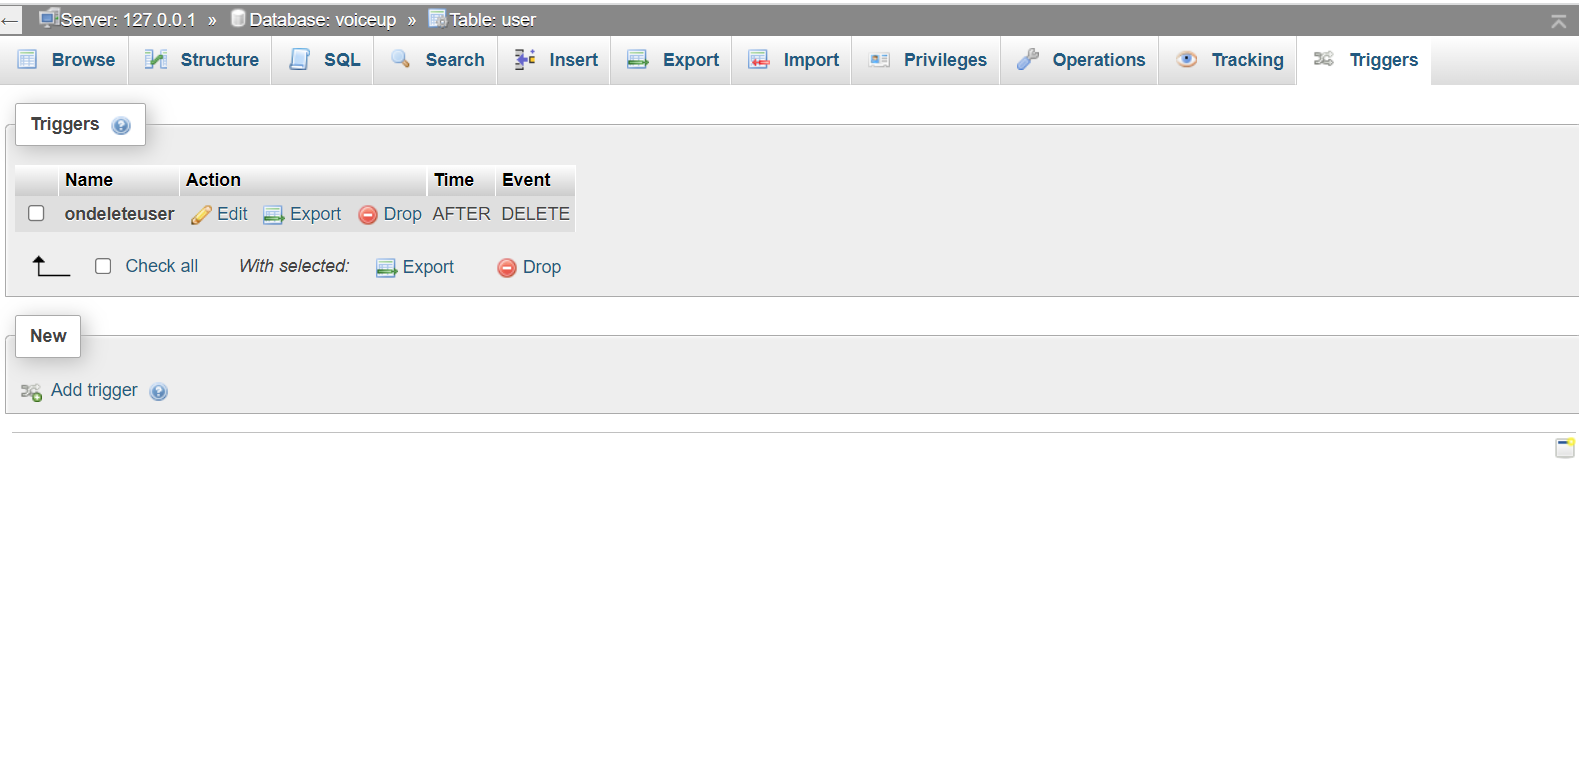 Server: 127.0.0.1 » Database: voiceup » Table: user
Browse Structure SQL Search Insert Export Import Privileges Operations Tracking Triggers
Triggers
Name Action Time Event
ondeleteuser Edit Export Drop AFTER DELETE
Check all With selected: Export Drop
New
Add trigger